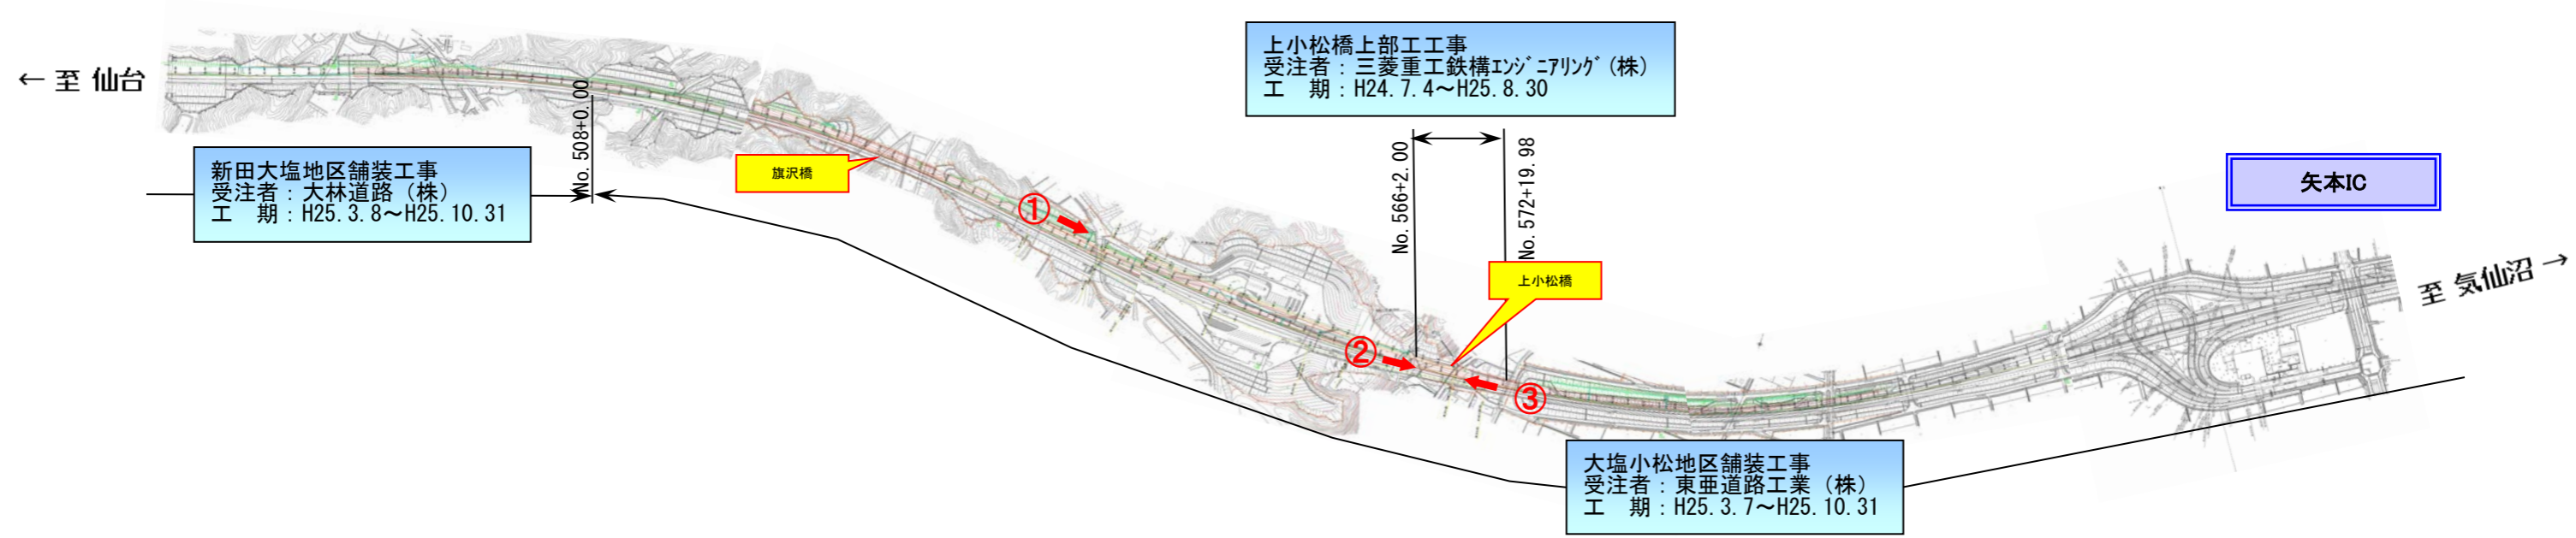 ← 至 仙台
新田大塩地区舗装工事
受注者：大林道路（株）
工　期：H25.3.8～H25.10.31
No.508+0.00
旗沢橋
①
上小松橋上部工工事
受注者：三菱重工鉄構ｴﾝｼﾞﾆｱﾘﾝｸﾞ（株）
工　期：H24.7.4～H25.8.30
No.566+2.00
No.572+19.98
上小松橋
②
③
大塩小松地区舗装工事
受注者：東亜道路工業（株）
工　期：H25.3.7～H25.10.31
矢本IC
至 気仙沼 →